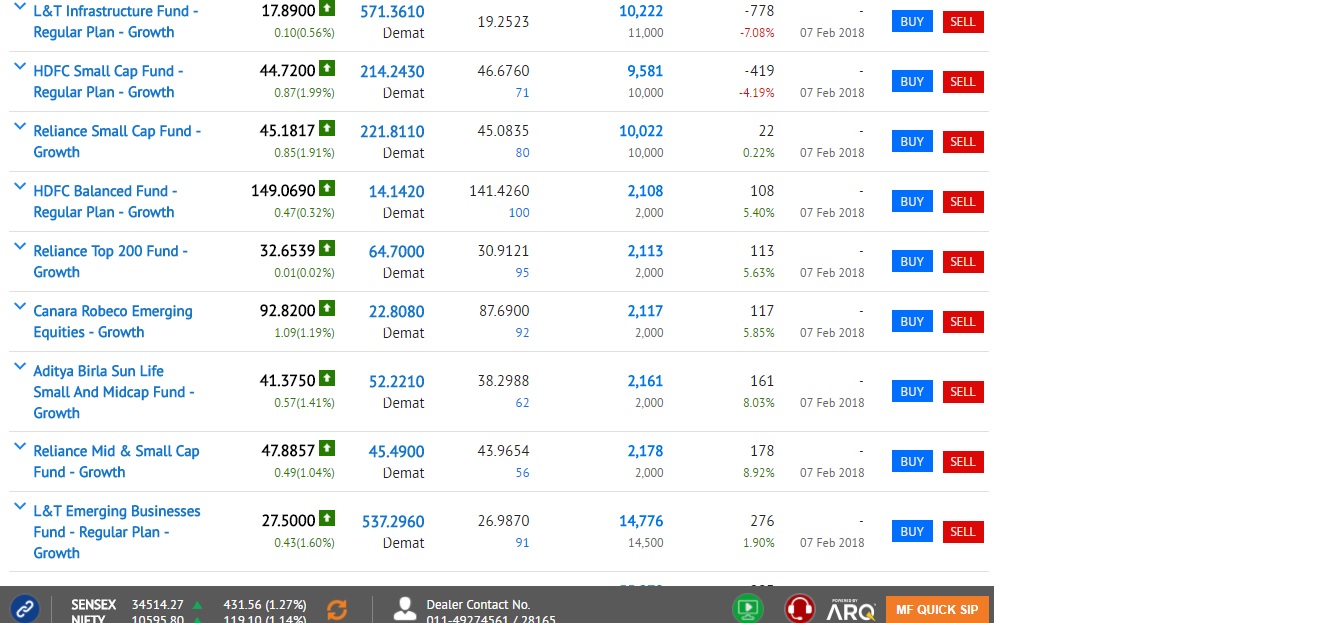 L&T Infrastructure Fund - 17.8900 571.3610 19.2523 10,222 -778 - BUY SELL
Regular Plan - Growth 0.10(0.56%) Demat 11,000 -7.08% 07 Feb 2018
HDFC Small Cap Fund - 44.7200 214.2430 46.6760 9,581 -419 - BUY SELL
Regular Plan - Growth 0.87(1.99%) Demat 71 10,000 -4.19% 07 Feb 2018
Reliance Small Cap Fund - 45.1817 221.8110 45.0835 10,022 22 - BUY SELL
Growth 0.85(1.91%) Demat 80 10,000 0.22% 07 Feb 2018
HDFC Balanced Fund - 149.0690 14.1420 141.4260 2,108 108 - BUY SELL
Regular Plan - Growth 0.47(0.32%) Demat 100 2,000 5.40% 07 Feb 2018
Reliance Top 200 Fund - 32.6539 64.7000 30.9121 2,113 113 - BUY SELL
Growth 0.01(0.02%) Demat 95 2,000 5.63% 07 Feb 2018
Canara Robeco Emerging 92.8200 22.8080 87.6900 2,117 117 - BUY SELL
Equities - Growth 1.09(1.19%) Demat 92 2,000 5.85% 07 Feb 2018
Aditya Birla Sun Life
Small And Midcap Fund - 41.3750 52.2210 38.2988 2,161 161 - BUY SELL
Growth 0.57(1.41%) Demat 62 2,000 8.03% 07 Feb 2018
Reliance Mid & Small Cap 47.8857 45.4900 43.9654 2,178 178 - BUY SELL
Fund - Growth 0.49(1.04%) Demat 56 2,000 8.92% 07 Feb 2018
L&T Emerging Businesses
Fund - Regular Plan - 27.5000 537.2960 26.9870 14,776 276 - BUY SELL
Growth 0.43(1.60%) Demat 91 14,500 1.90% 07 Feb 2018
SENSEX 34514.27 431.56 (1.27%) Dealer Contact No. POWERED BY ARQ MF QUICK SIP
NIFTY 10595.80 119.10 (1.14%) 011-49274561 / 28165